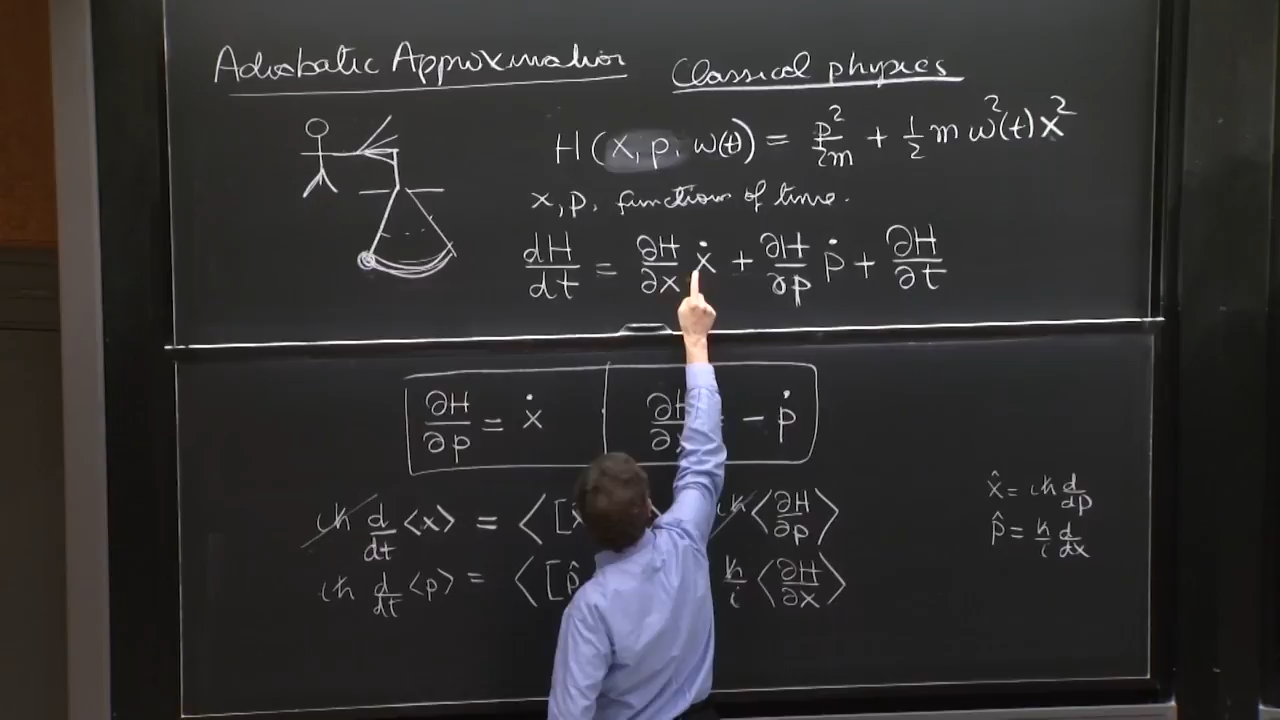 Adiabatic Approximation Classical physics
H(x, p, ω(t)) = p²/2m + 1/2 m ω²(t) x²
x, p, functions of time.
dH/dt = ∂H/∂x ẋ + ∂H/∂p ṗ + ∂H/∂t
∂H/∂p = ẋ ∂H/∂ - ṗ
iħ d/dt <x> = <[x̂ iħ <∂H/∂p>
iħ d/dt <p> = <[p̂ ħ/i <∂H/∂x>
x̂ = iħ d/dp
p̂ = ħ/i d/dx